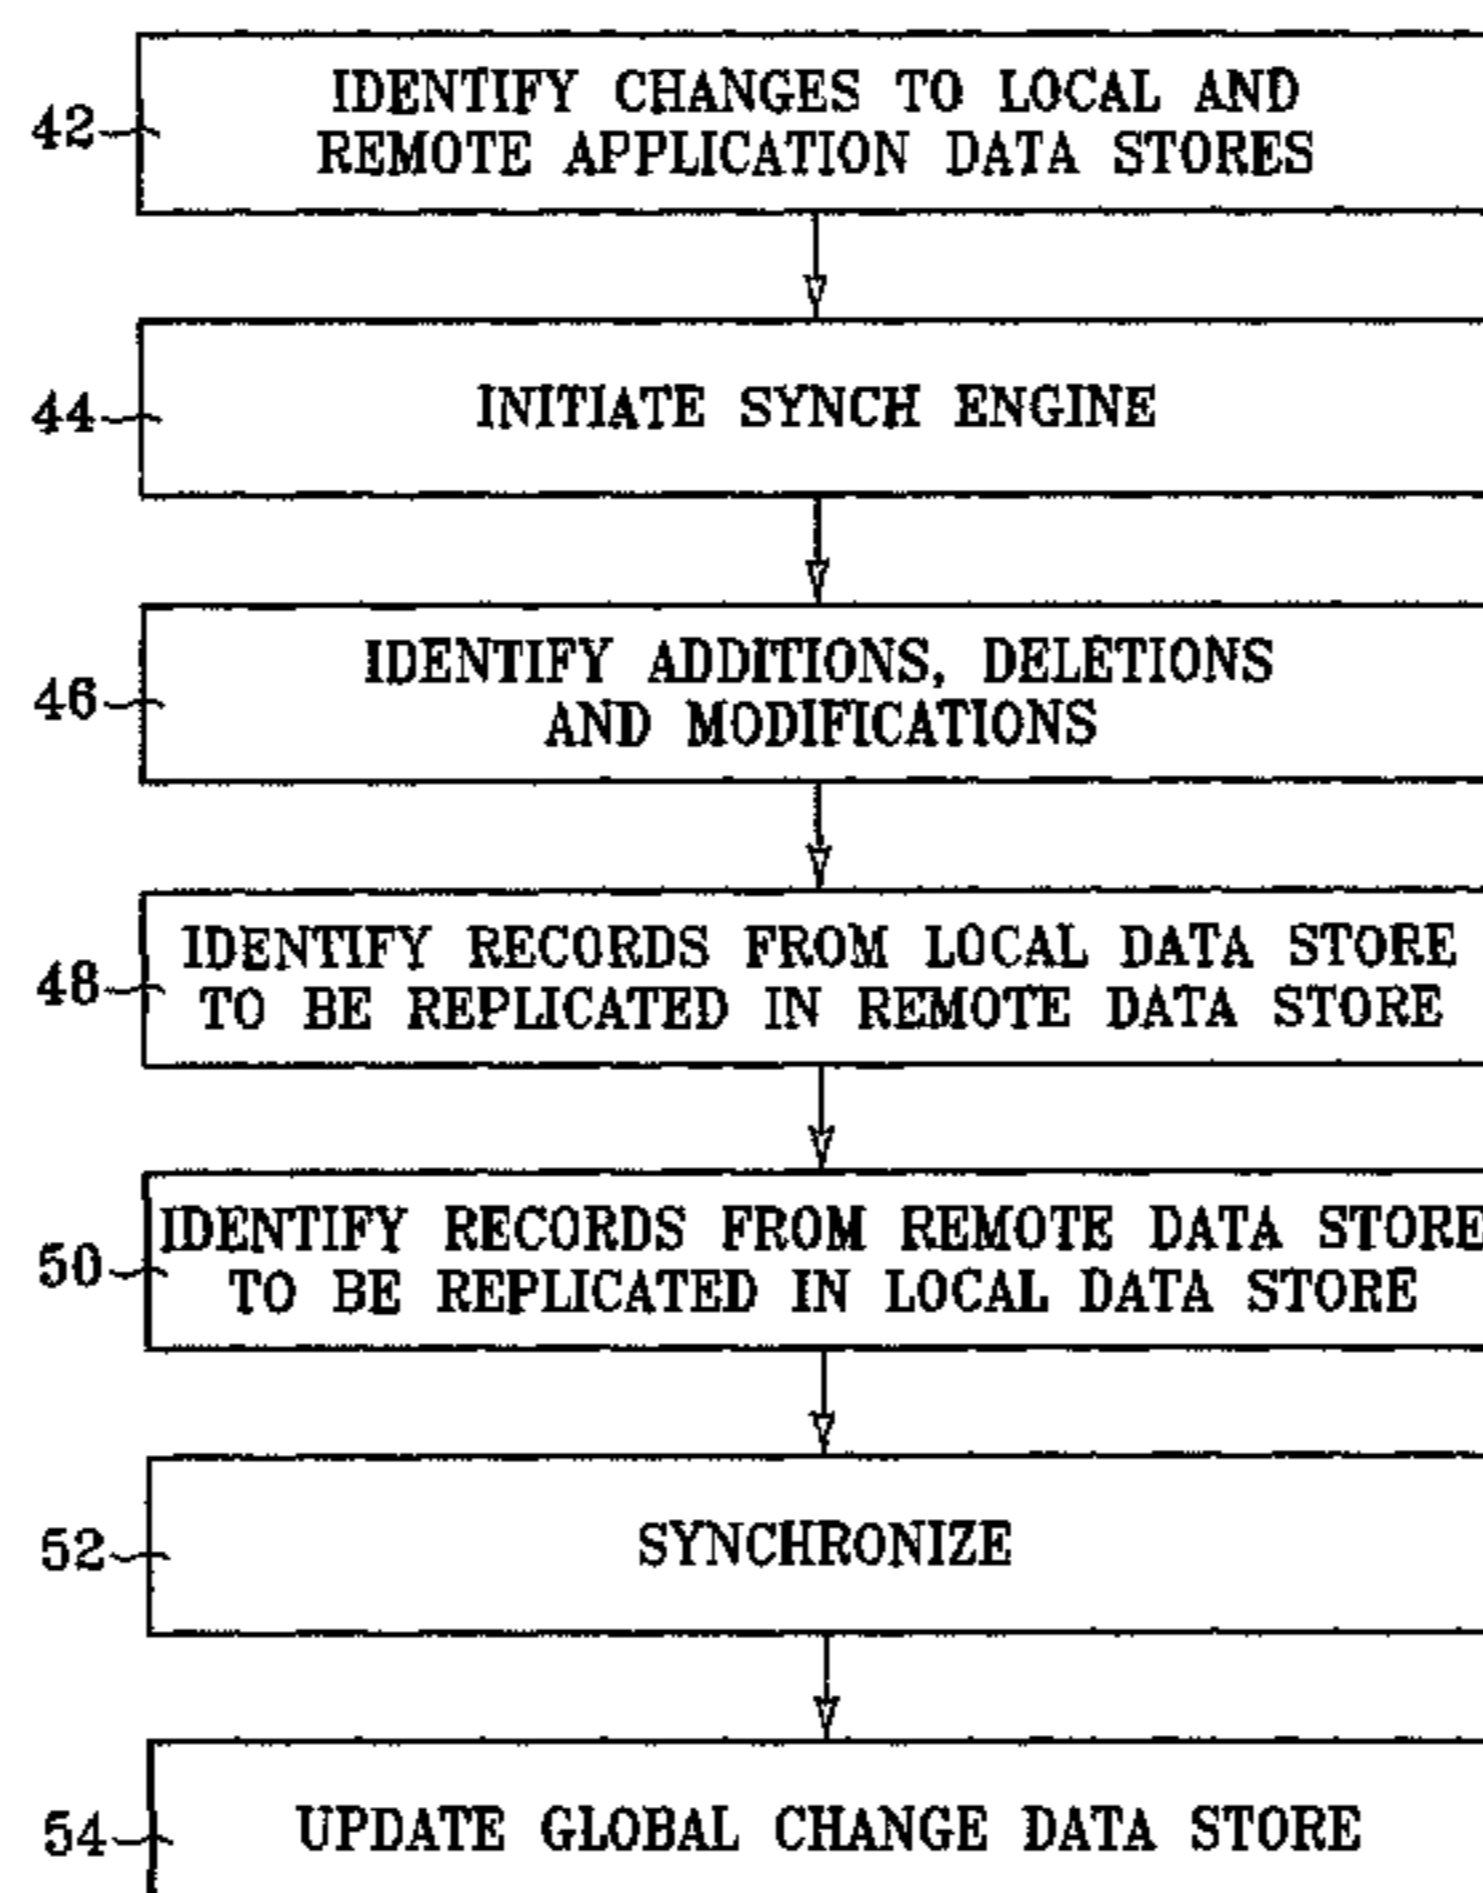 42
IDENTIFY CHANGES TO LOCAL AND
REMOTE APPLICATION DATA STORES
44
INITIATE SYNCH ENGINE
46
IDENTIFY ADDITIONS, DELETIONS
AND MODIFICATIONS
48
IDENTIFY RECORDS FROM LOCAL DATA STORE
TO BE REPLICATED IN REMOTE DATA STORE
50
IDENTIFY RECORDS FROM REMOTE DATA STORE
TO BE REPLICATED IN LOCAL DATA STORE
52
SYNCHRONIZE
54
UPDATE GLOBAL CHANGE DATA STORE